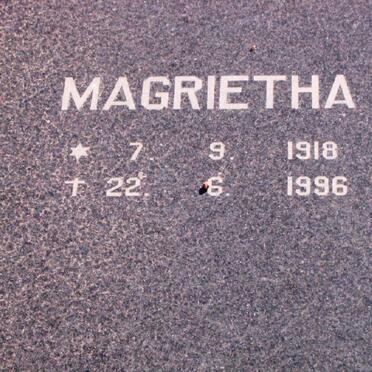 MAGRIETHA
* 7. 9. 1918
† 22. 6. 1996